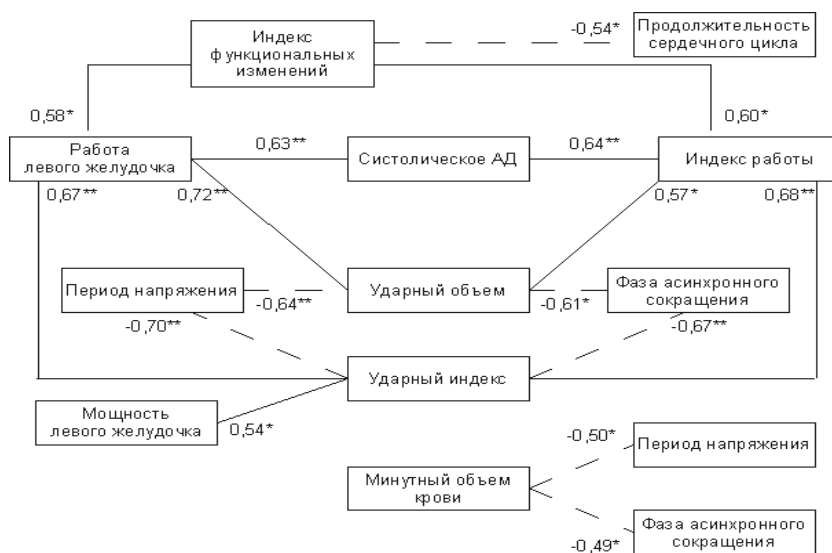 Индекс
функциональных
изменений
-0,54*
Продолжительность
сердечного цикла
0,58*
0,60*
Работа
левого желудочка
0,63**
Систолическое АД
0,64**
Индекс работы
0,67**
0,72**
0,57*
0,68**
Период напряжения
-0,64**
Ударный объем
-0,61*
Фаза асинхронного
сокращения
-0,70**
-0,67**
Ударный индекс
Мощность
левого желудочка
0,54*
-0,50*
Период напряжения
Минутный объем
крови
-0,49*
Фаза асинхронного
сокращения